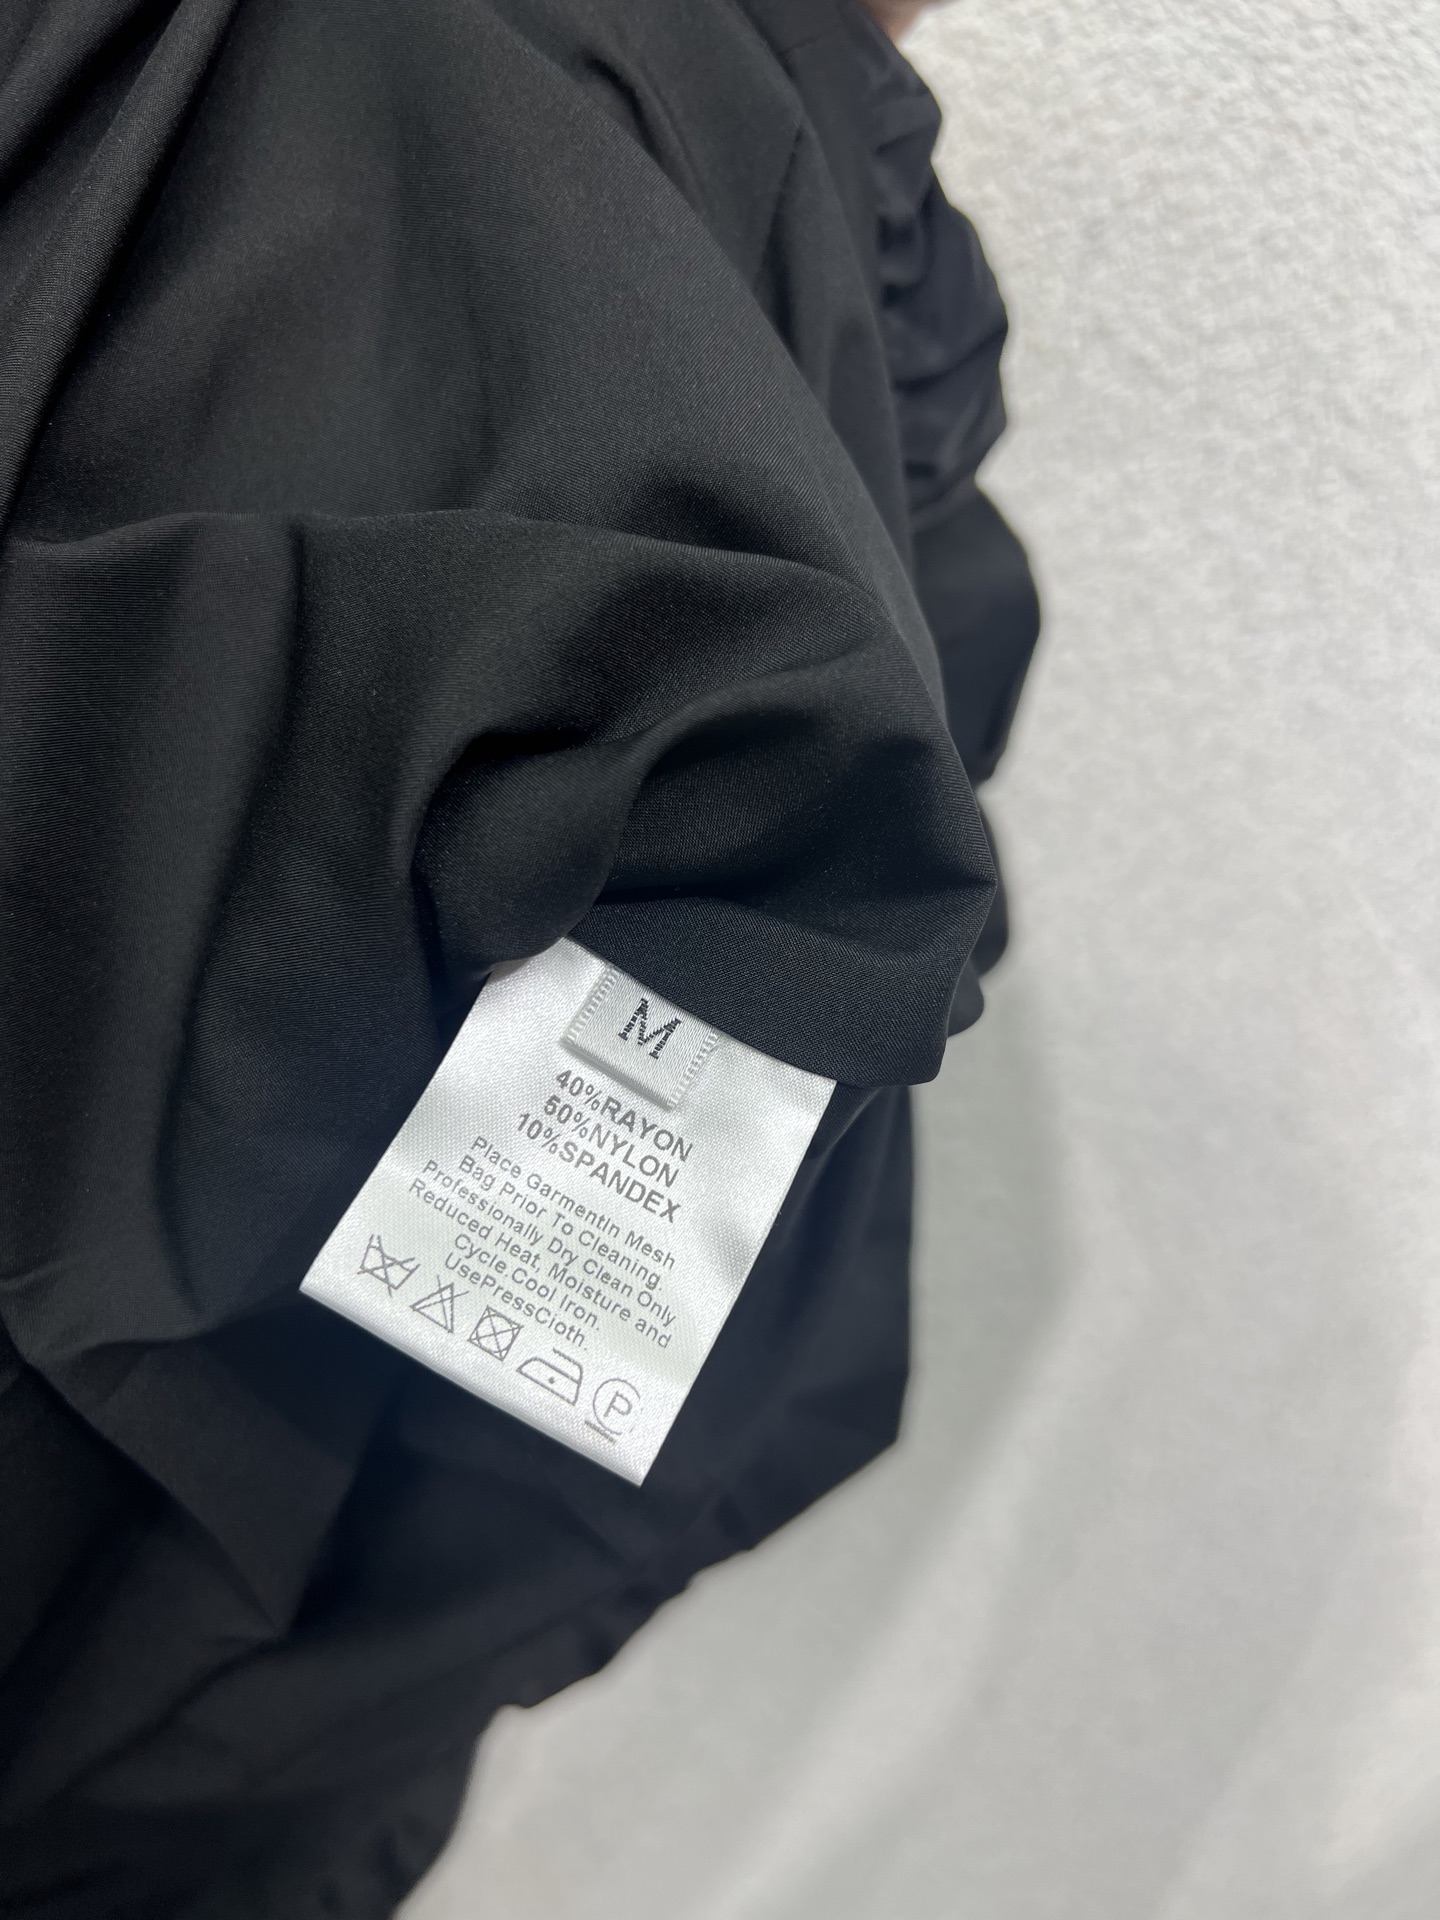 M
40%RAYON
50%NYLON
10%SPANDEX
Place GarmentIn Mesh
Bag Prior To Cleaning.
Professionally Dry Clean Only
Reduced Heat, Moisture and
Cycle.Cool Iron.
UsePressCloth.
P